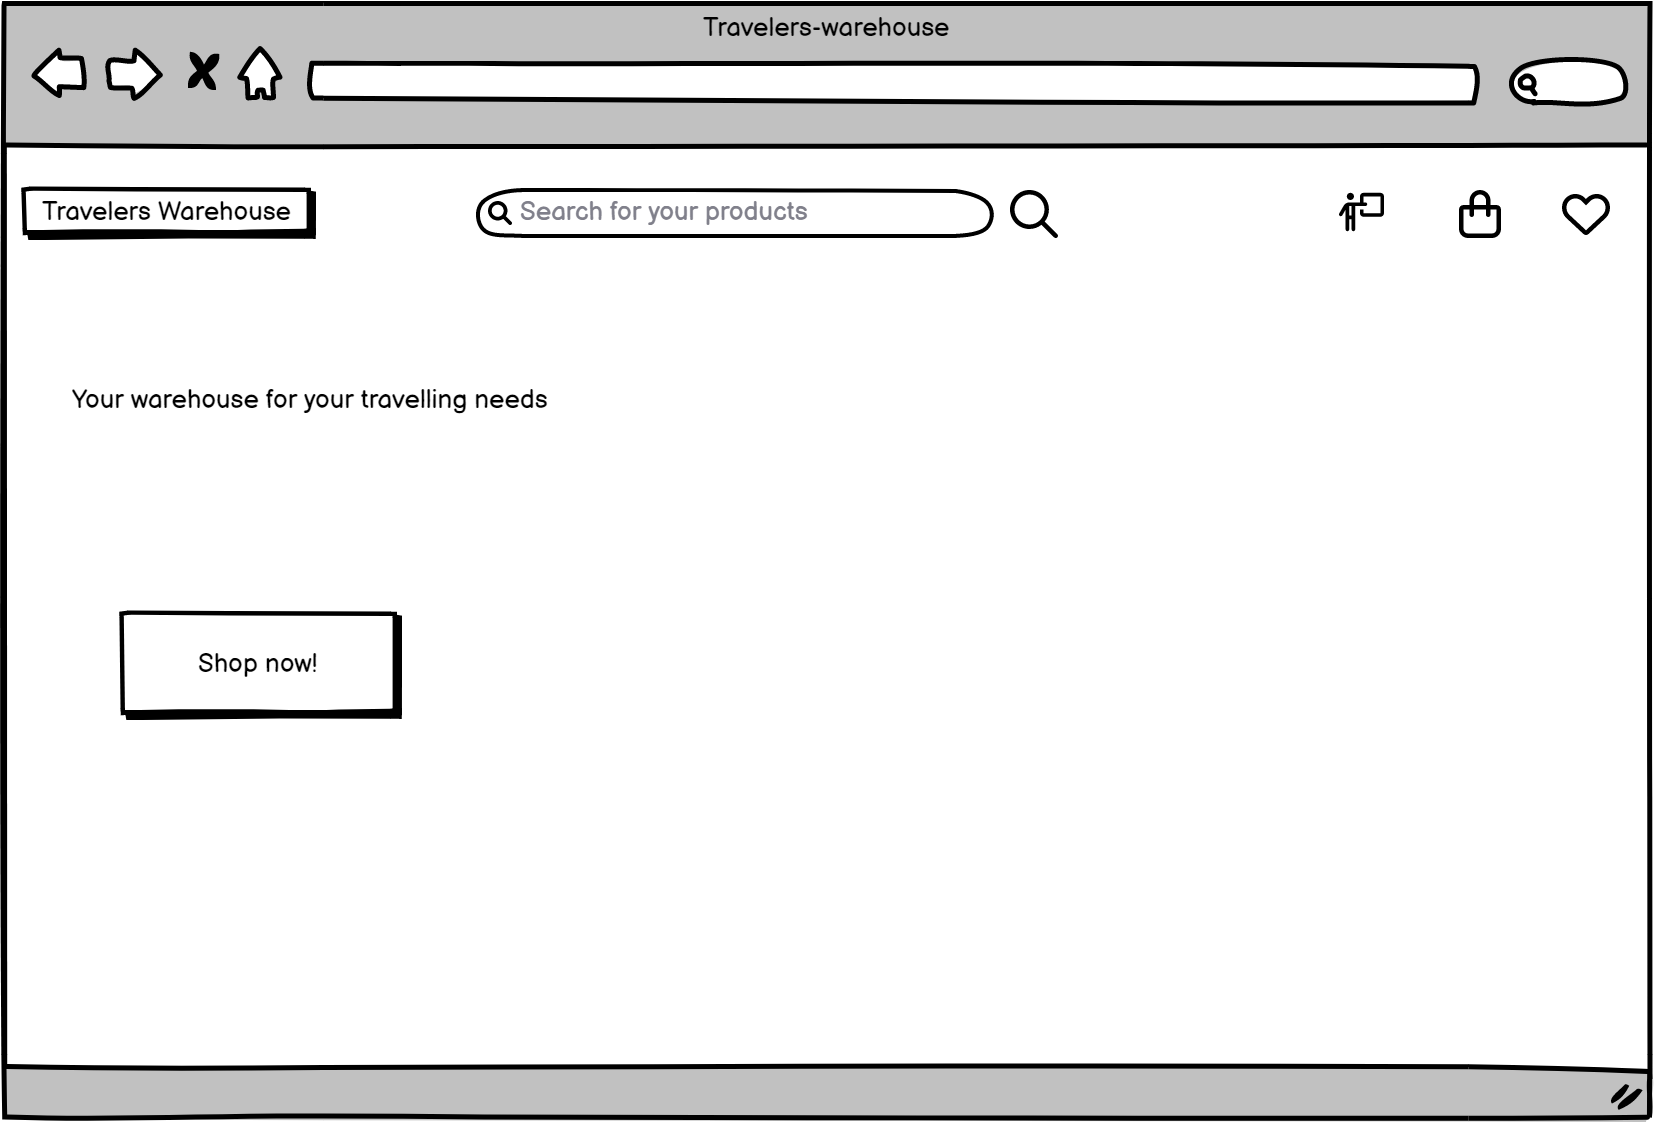 Travelers-warehouse
Travelers Warehouse
Search for your products
Your warehouse for your travelling needs
Shop now!